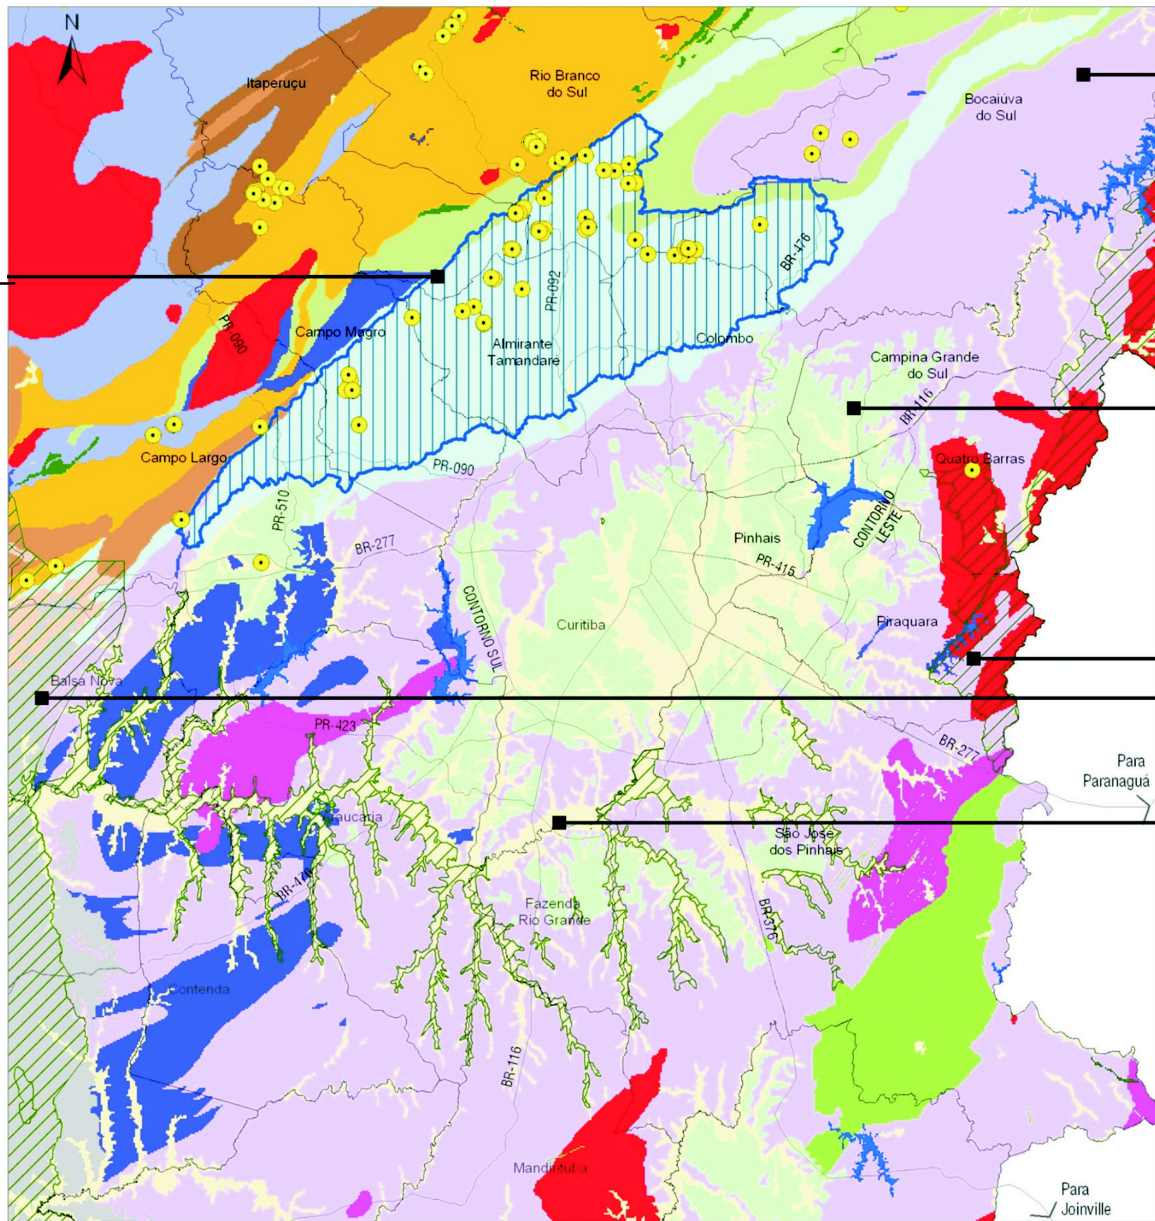 N
Itaperuçu
Rio Branco
do Sul
Bocaiúva
do Sul
BR-476
PR-092
PR-090
Campo Magro
Almirante
Tamandaré
Colombo
Campina Grande
do Sul
BR-116
Campo Largo
PR-090
Quatro Barras
PR-510
CONTORNO
LESTE
BR-277
Pinhais
PR-415
CONTORNO SUL
Curitiba
Piraquara
Balsa Nova
PR-423
BR-277
Para
Paranaguá
Araucária
São José
dos Pinhais
BR-476
Fazenda
Rio Grande
BR-376
Contenda
BR-116
Mandirituba
Para
Joinville